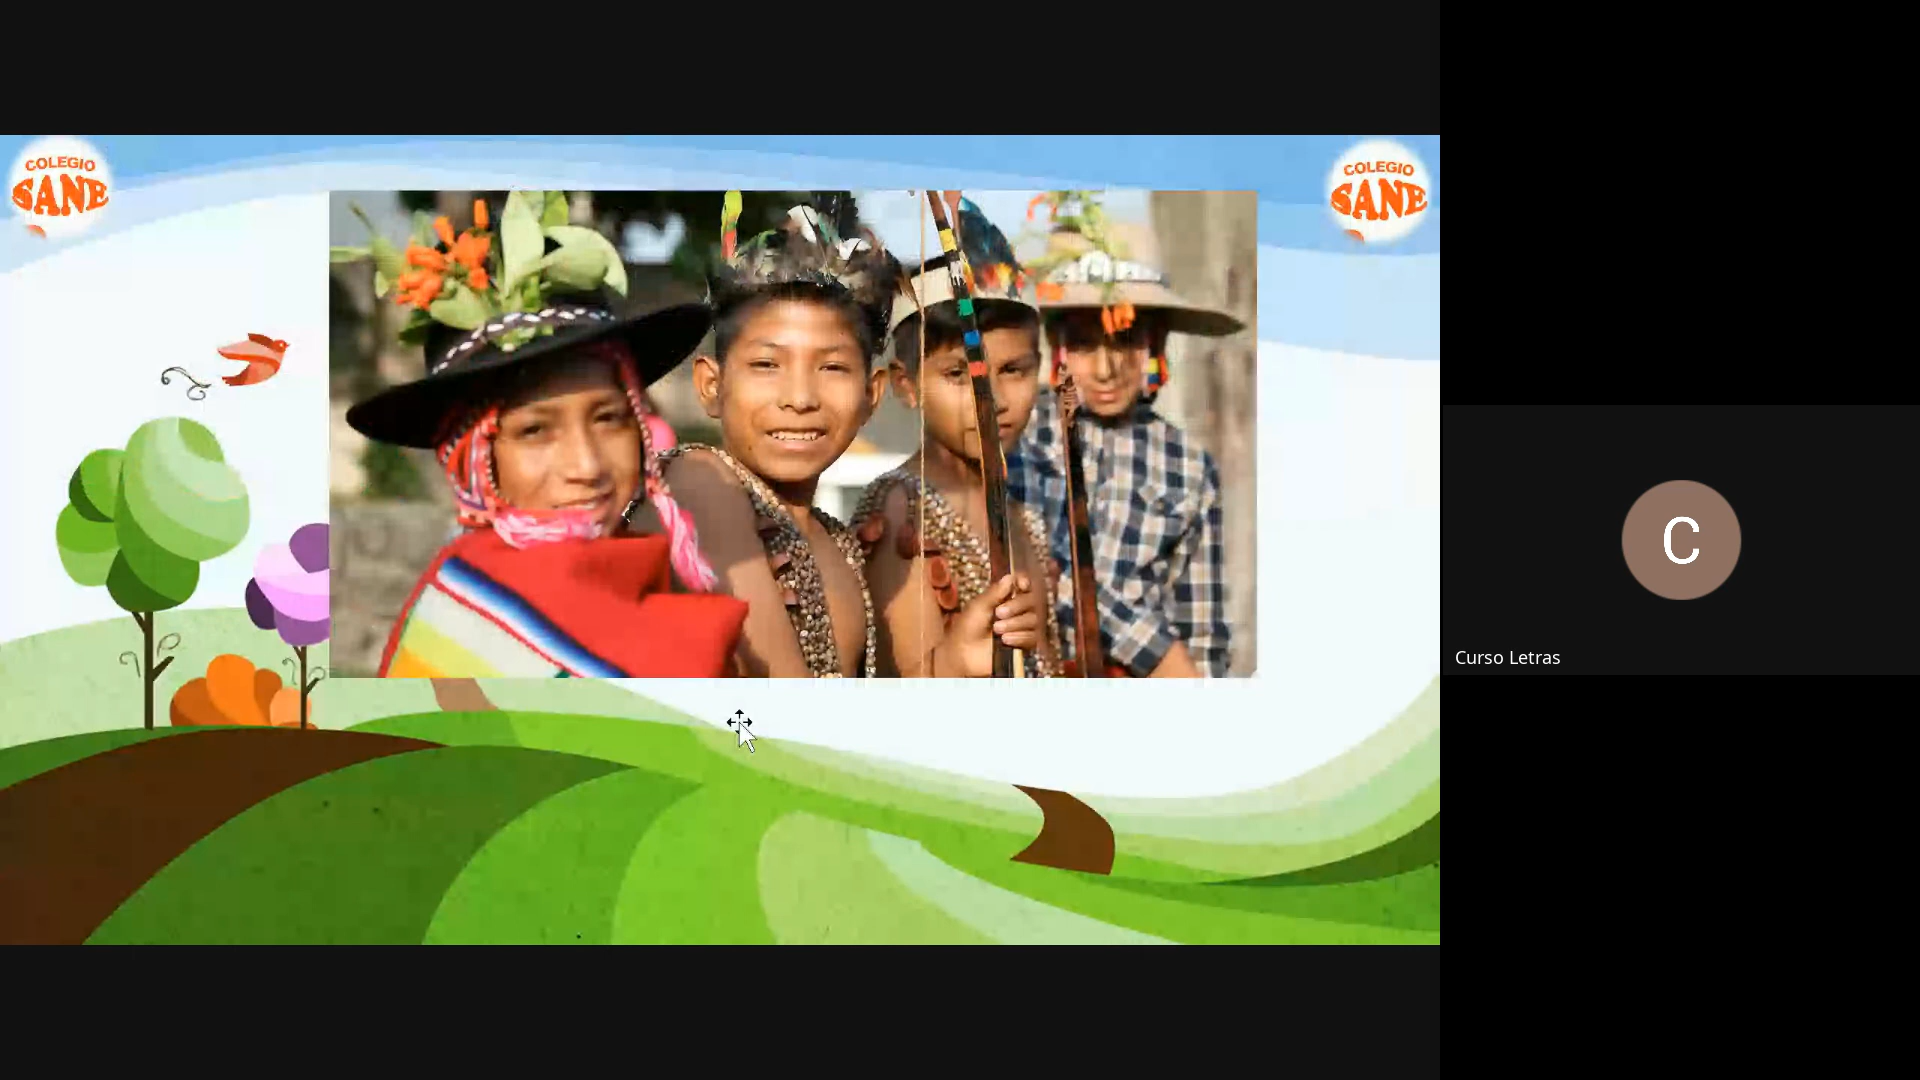 COLEGIO
SANE
COLEGIO
SANE
C
Curso Letras